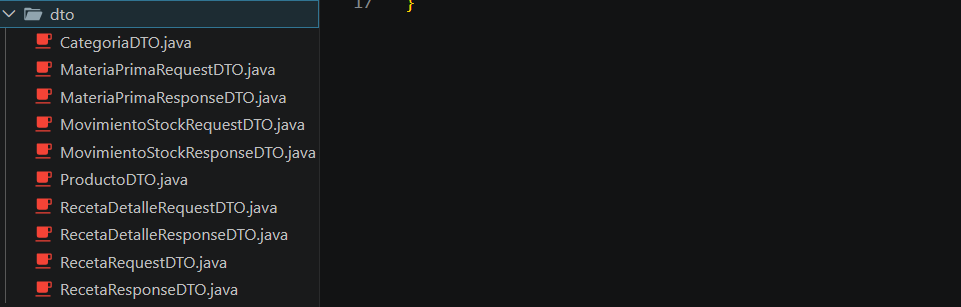 dto
17 }
CategoriaDTO.java
MateriaPrimaRequestDTO.java
MateriaPrimaResponseDTO.java
MovimientoStockRequestDTO.java
MovimientoStockResponseDTO.java
ProductoDTO.java
RecetaDetalleRequestDTO.java
RecetaDetalleResponseDTO.java
RecetaRequestDTO.java
RecetaResponseDTO.java